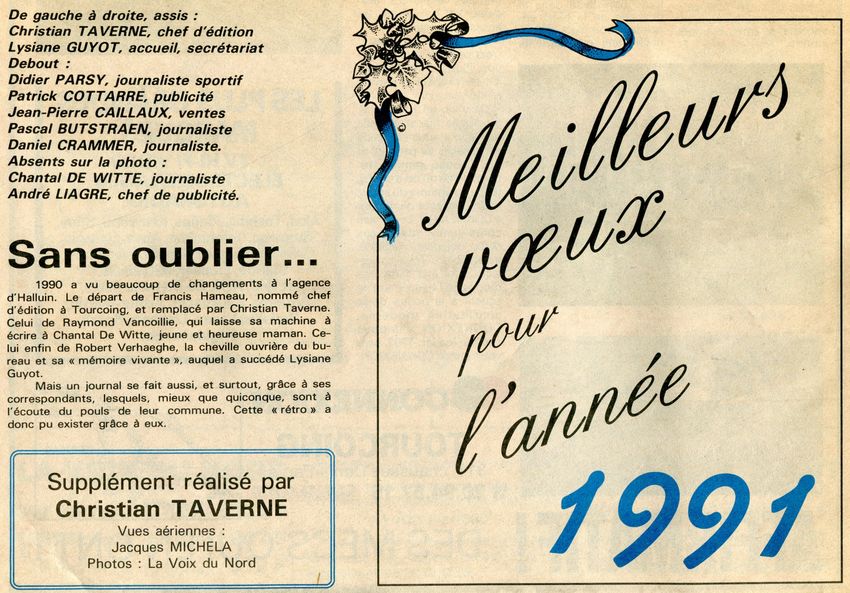 De gauche à droite, assis :
Christian TAVERNE, chef d'édition
Lysiane GUYOT, accueil, secrétariat
Debout :
Didier PARSY, journaliste sportif
Patrick COTTARRE, publicité
Jean-Pierre CAILLAUX, ventes
Pascal BUTSTRAEN, journaliste
Daniel CRAMMER, journaliste.
Absents sur la photo :
Chantal DE WITTE, journaliste
André LIAGRE, chef de publicité.
Sans oublier...
1990 a vu beaucoup de changements à l'agence
d'Halluin. Le départ de Francis Hameau, nommé chef
d'édition à Tourcoing, et remplacé par Christian Taverne.
Celui de Raymond Vancoillie, qui laisse sa machine à
écrire à Chantal De Witte, jeune et heureuse maman. Ce-
lui enfin de Robert Verhaeghe, la cheville ouvrière du bu-
reau et sa « mémoire vivante », auquel a succédé Lysiane
Guyot.
Mais un journal se fait aussi, et surtout, grâce à ses
correspondants, lesquels, mieux que quiconque, sont à
l'écoute du pouls de leur commune. Cette « rétro » a
donc pu exister grâce à eux.
Supplément réalisé par
Christian TAVERNE
Vues aériennes :
Jacques MICHELA
Photos : La Voix du Nord
Meilleurs
vœux
pour
l'année
1991